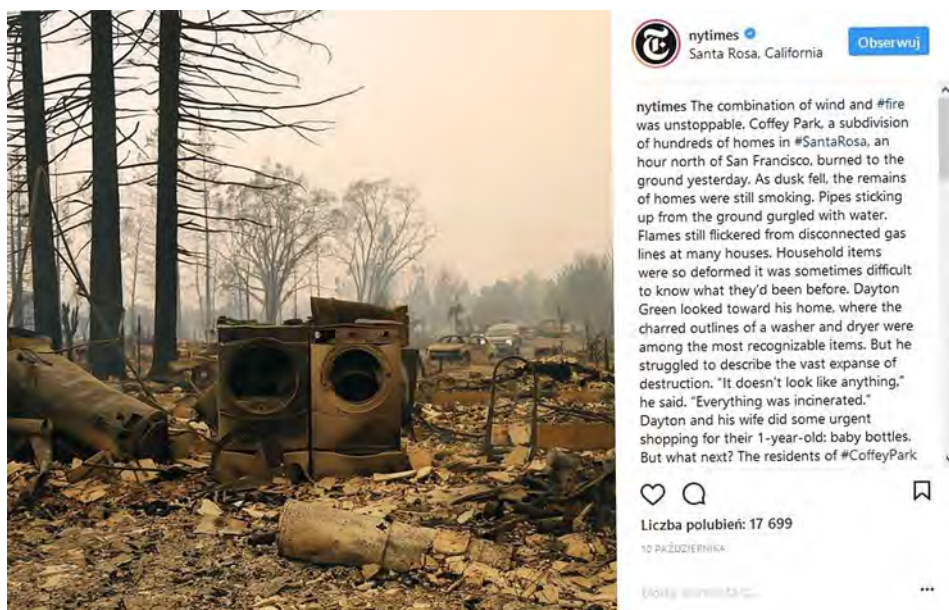 nytimes
Santa Rosa, California
Obserwuj
nytimes The combination of wind and #fire
was unstoppable. Coffey Park, a subdivision
of hundreds of homes in #SantaRosa, an
hour north of San Francisco, burned to the
ground yesterday. As dusk fell, the remains
of homes were still smoking. Pipes sticking
up from the ground gurgled with water.
Flames still flickered from disconnected gas
lines at many houses. Household items
were so deformed it was sometimes difficult
to know what they'd been before. Dayton
Green looked toward his home, where the
charred outlines of a washer and dryer were
among the most recognizable items. But he
struggled to describe the vast expanse of
destruction. "It doesn't look like anything,"
he said. "Everything was incinerated."
Dayton and his wife did some urgent
shopping for their 1-year-old: baby bottles.
But what next? The residents of #CoffeyPark
Liczba polubień: 17 699
10 PAŹDZIERNIKA